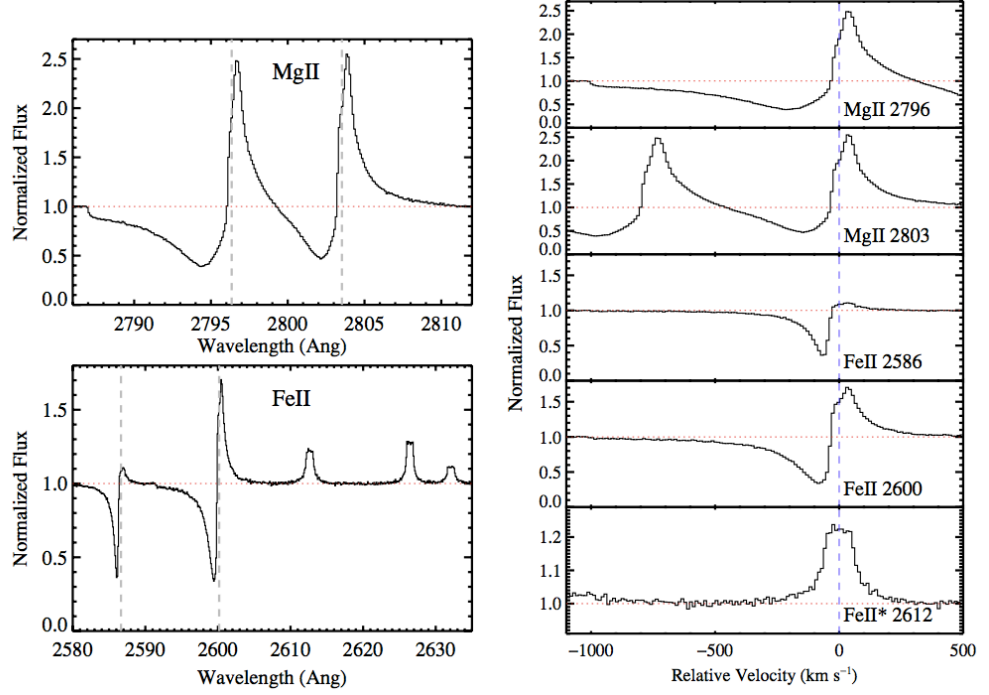 MgII
2.5
2.0
1.5
1.0
0.5
0.0
Normalized Flux
2790 2795 2800 2805 2810
Wavelength (Ang)
FeII
1.5
1.0
0.5
0.0
Normalized Flux
2580 2590 2600 2610 2620 2630
Wavelength (Ang)
2.5
2.0
1.5
1.0
0.5
0.0
MgII 2796
2.5
2.0
1.5
1.0
0.5
0.0
MgII 2803
1.5
1.0
0.5
0.0
FeII 2586
Normalized Flux
1.5
1.0
0.5
0.0
FeII 2600
1.2
1.1
1.0
FeII* 2612
−1000 −500 0 500
Relative Velocity (km s⁻¹)